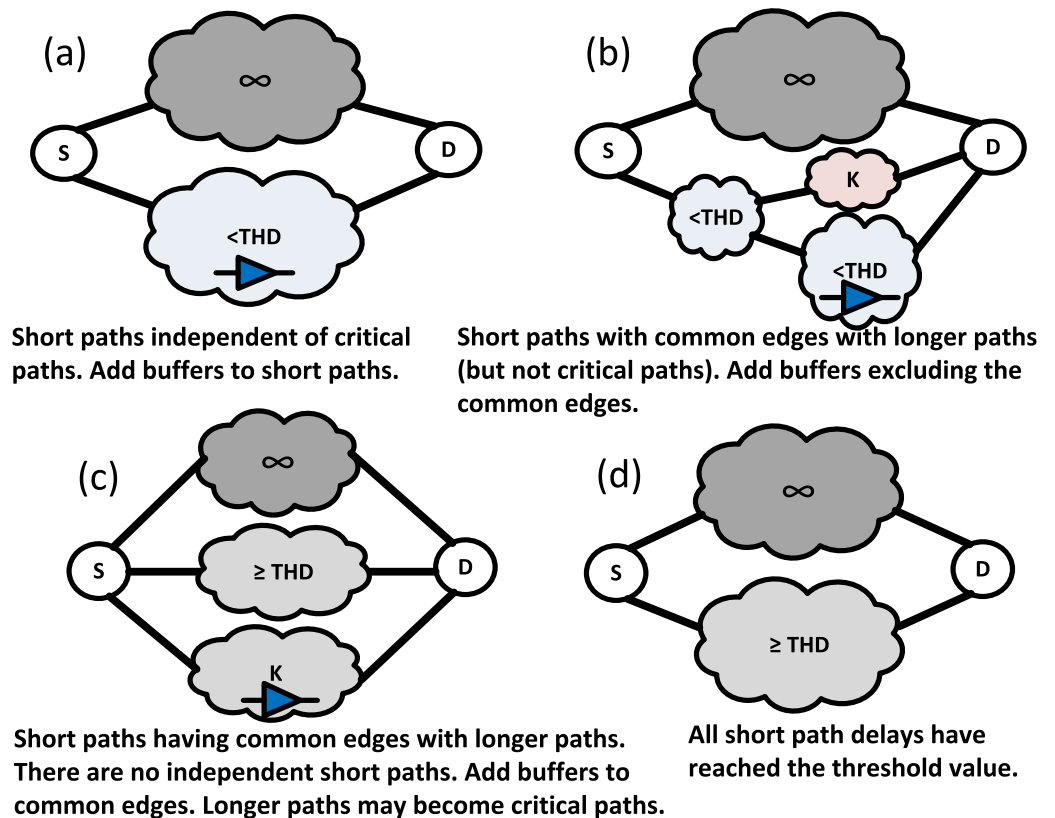 (a)
∞
S
D
<THD
Short paths independent of critical
paths. Add buffers to short paths.
(b)
∞
S
D
K
<THD
<THD
Short paths with common edges with longer paths
(but not critical paths). Add buffers excluding the
common edges.
(c)
∞
S
≥ THD
D
K
Short paths having common edges with longer paths.
There are no independent short paths. Add buffers to
common edges. Longer paths may become critical paths.
(d)
∞
S
D
≥ THD
All short path delays have
reached the threshold value.